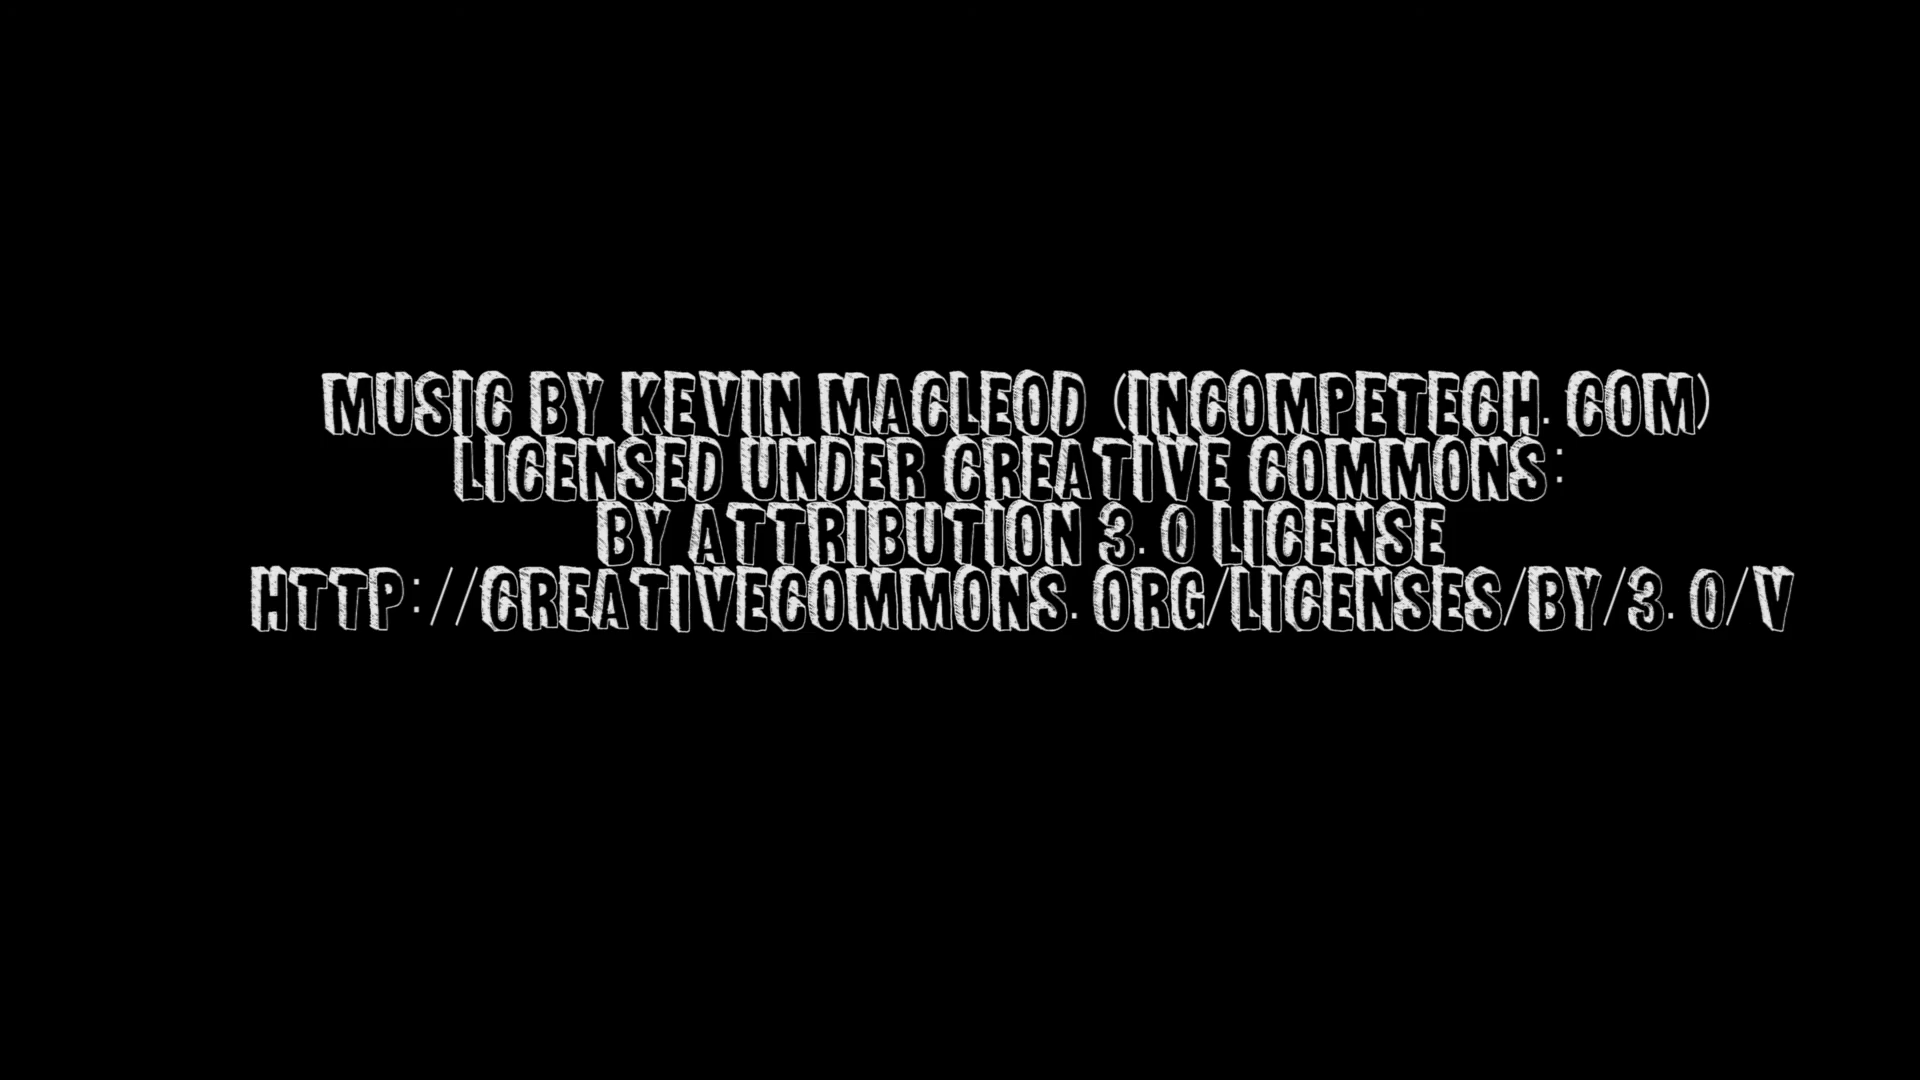 MUSIC BY KEVIN MACLEOD (INCOMPETECH.COM)
LICENSED UNDER CREATIVE COMMONS:
BY ATTRIBUTION 3.0 LICENSE
HTTP://CREATIVECOMMONS.ORG/LICENSES/BY/3.0/V